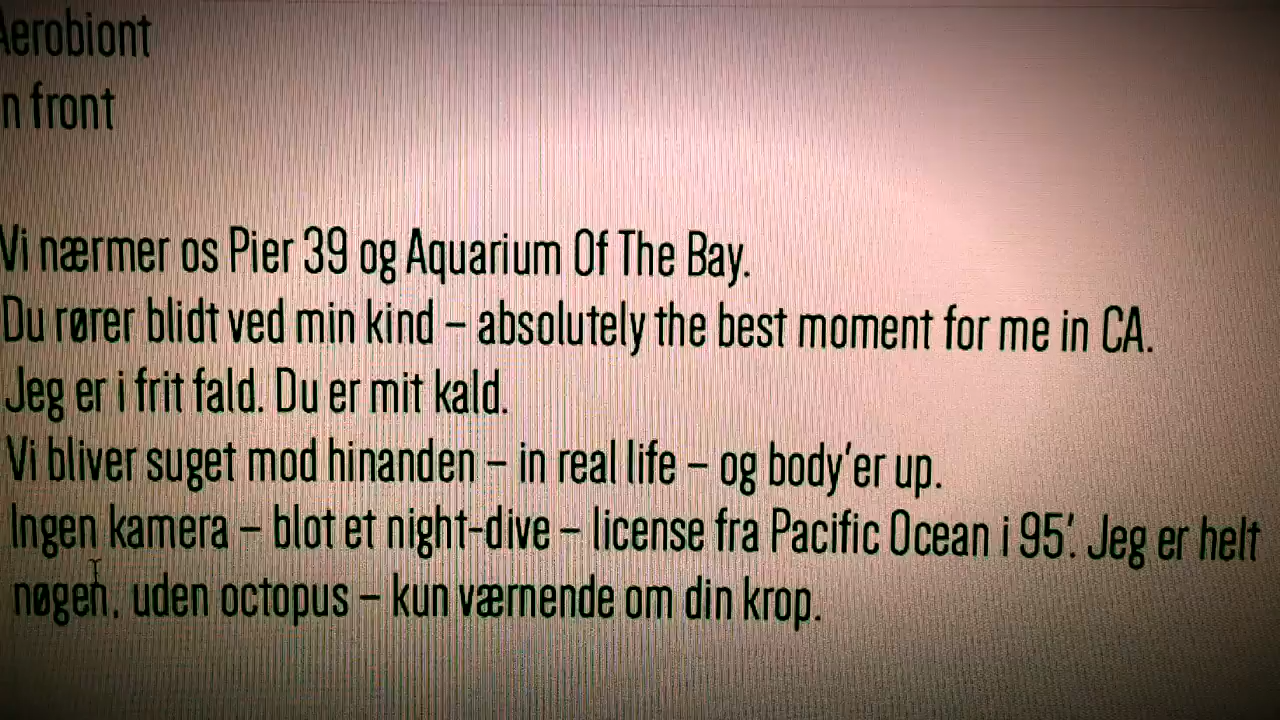 Aerobiont
n front
Vi nærmer os Pier 39 og Aquarium Of The Bay.
Du rører blidt ved min kind – absolutely the best moment for me in CA.
Jeg er i frit fald. Du er mit kald.
Vi bliver suget mod hinanden – in real life – og body'er up.
Ingen kamera – blot et night-dive – license fra Pacific Ocean i 95'. Jeg er helt
nøgen, uden octopus – kun værnende om din krop.